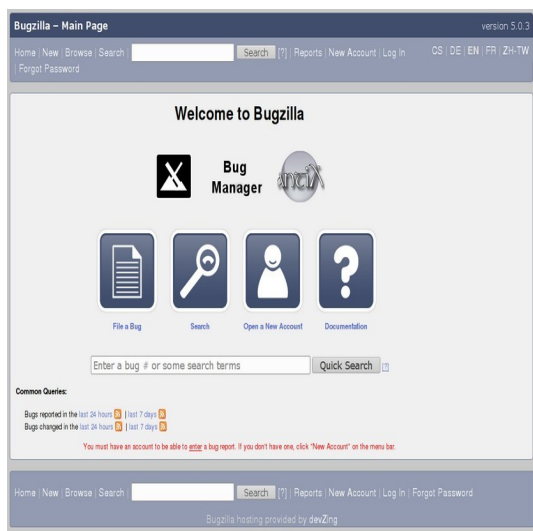 Bugzilla – Main Page version 5.0.3
Home | New | Browse | Search | Search [?] | Reports | New Account | Log In CS | DE | EN | FR | ZH-TW
| Forgot Password
Welcome to Bugzilla
Bug
Manager
antiX
File a Bug Search Open a New Account Documentation
Enter a bug # or some search terms Quick Search [?]
Common Queries:
Bugs reported in the last 24 hours | last 7 days
Bugs changed in the last 24 hours | last 7 days
You must have an account to be able to enter a bug report. If you don't have one, click "New Account" on the menu bar.
Home | New | Browse | Search | Search [?] | Reports | New Account | Log In | Forgot Password
Bugzilla hosting provided by devZing